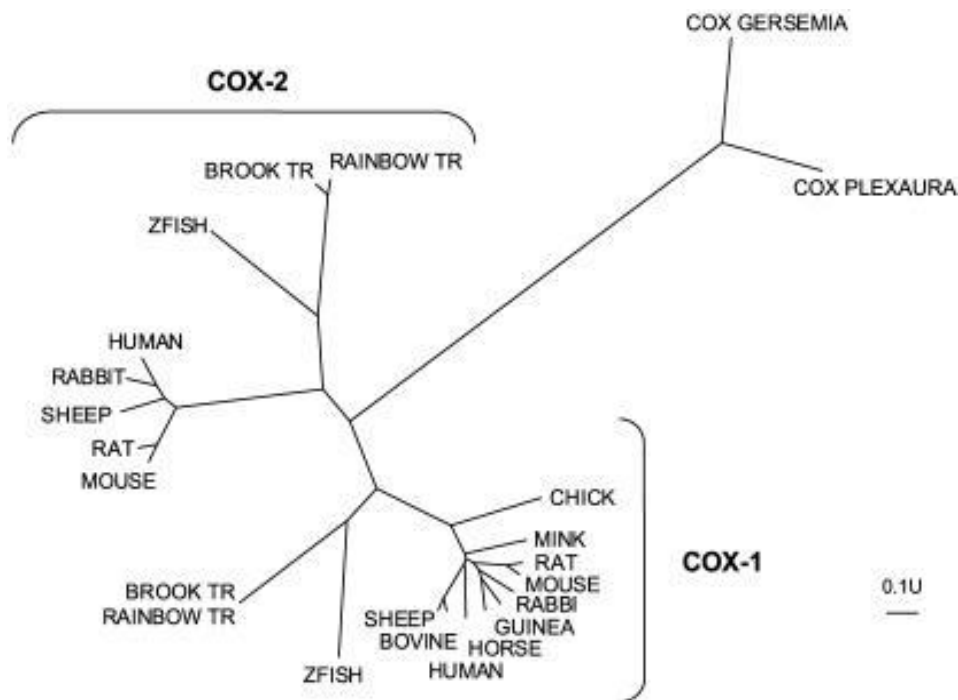 COX GERSEMIA
COX-2
RAINBOW TR
BROOK TR
COX PLEXAURA
ZFISH
HUMAN
RABBIT
SHEEP
RAT
MOUSE
CHICK
MINK
RAT
COX-1
MOUSE
RABBI
BROOK TR
RAINBOW TR
SHEEP
GUINEA
BOVINE
HORSE
HUMAN
ZFISH
0.1U